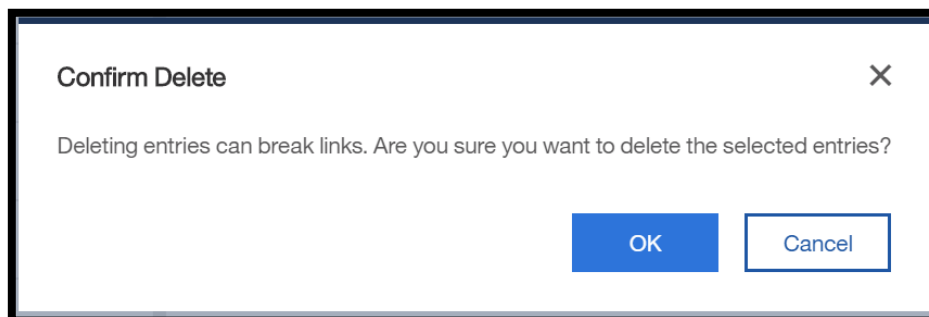 Confirm Delete
Deleting entries can break links. Are you sure you want to delete the selected entries?
OK
Cancel